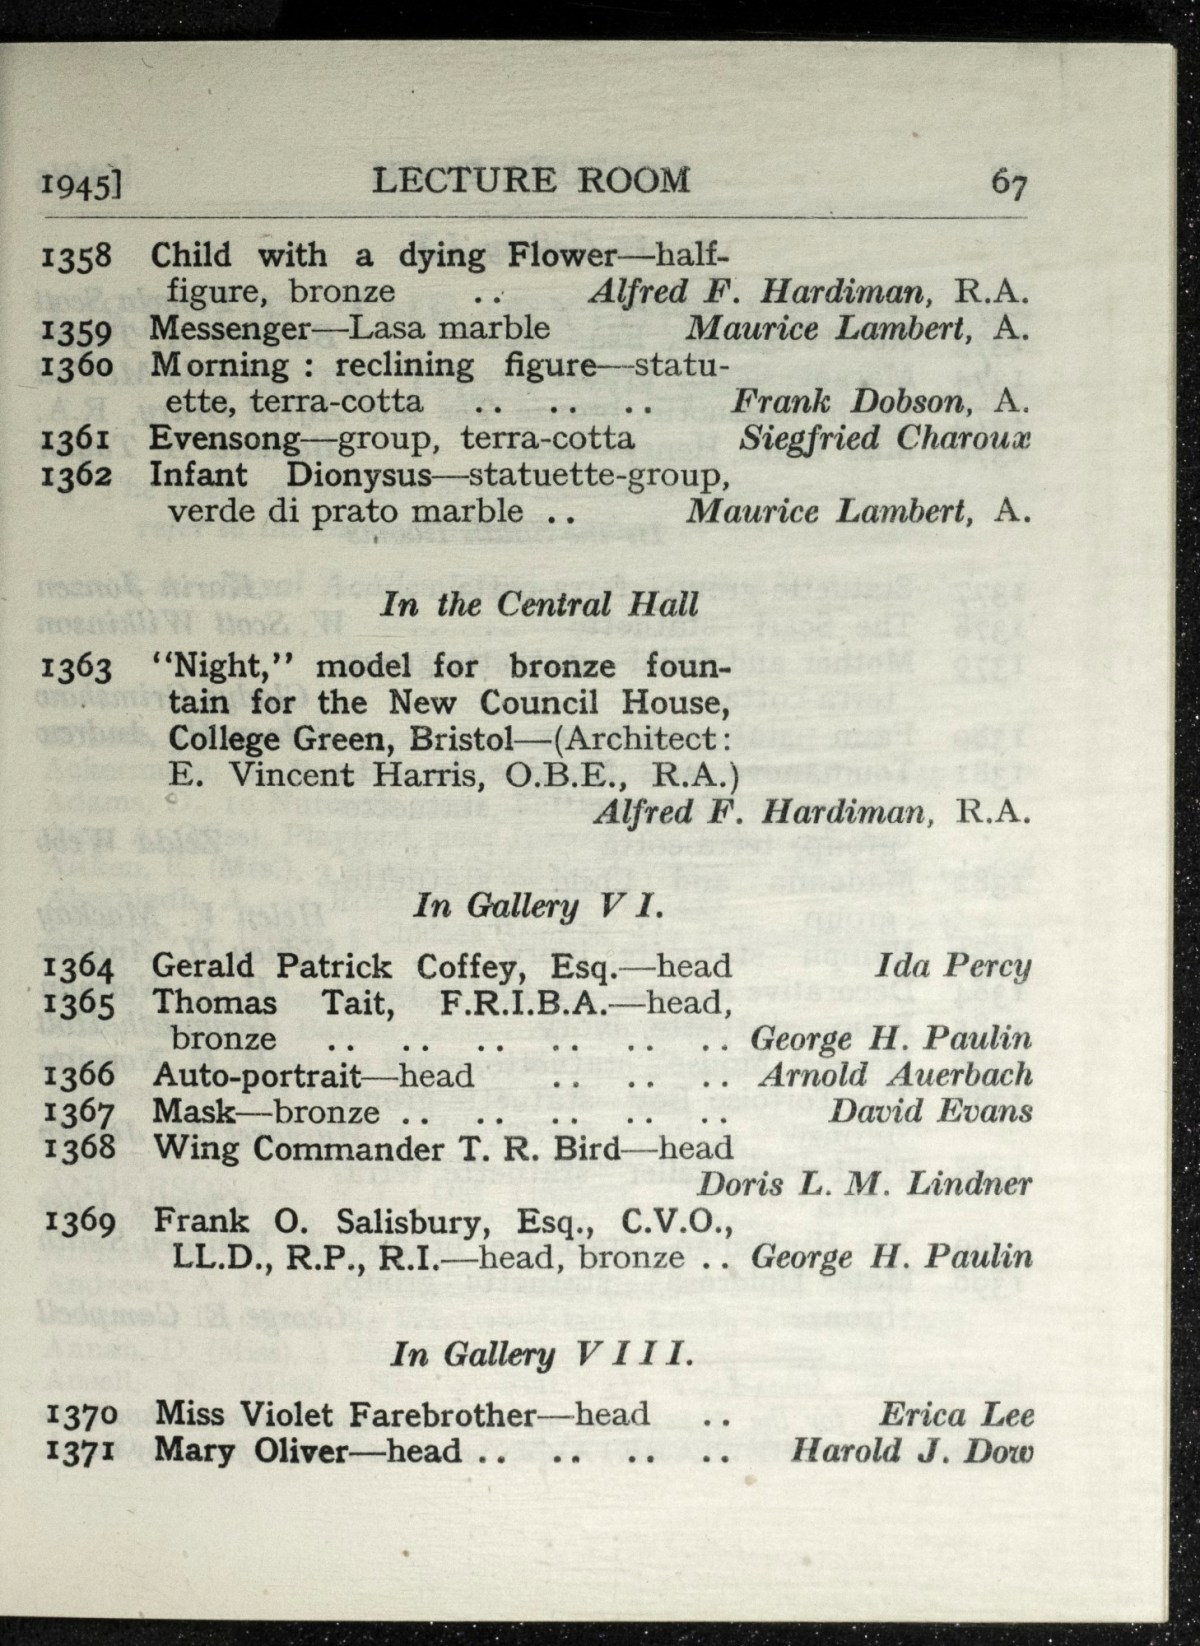 1945] LECTURE ROOM 67
1358 Child with a dying Flower—half-
figure, bronze .. Alfred F. Hardiman, R.A.
1359 Messenger—Lasa marble Maurice Lambert, A.
1360 Morning : reclining figure—statu-
ette, terra-cotta .. .. .. Frank Dobson, A.
1361 Evensong—group, terra-cotta Siegfried Charoux
1362 Infant Dionysus—statuette-group,
verde di prato marble .. Maurice Lambert, A.
In the Central Hall
1363 "Night," model for bronze foun-
tain for the New Council House,
College Green, Bristol—(Architect:
E. Vincent Harris, O.B.E., R.A.)
Alfred F. Hardiman, R.A.
In Gallery VI.
1364 Gerald Patrick Coffey, Esq.—head Ida Percy
1365 Thomas Tait, F.R.I.B.A.—head,
bronze .. .. .. .. .. .. George H. Paulin
1366 Auto-portrait—head .. .. .. Arnold Auerbach
1367 Mask—bronze .. .. .. .. .. David Evans
1368 Wing Commander T. R. Bird—head
Doris L. M. Lindner
1369 Frank O. Salisbury, Esq., C.V.O.,
LL.D., R.P., R.I.—head, bronze .. George H. Paulin
In Gallery VIII.
1370 Miss Violet Farebrother—head .. Erica Lee
1371 Mary Oliver—head .. .. .. .. Harold J. Dow